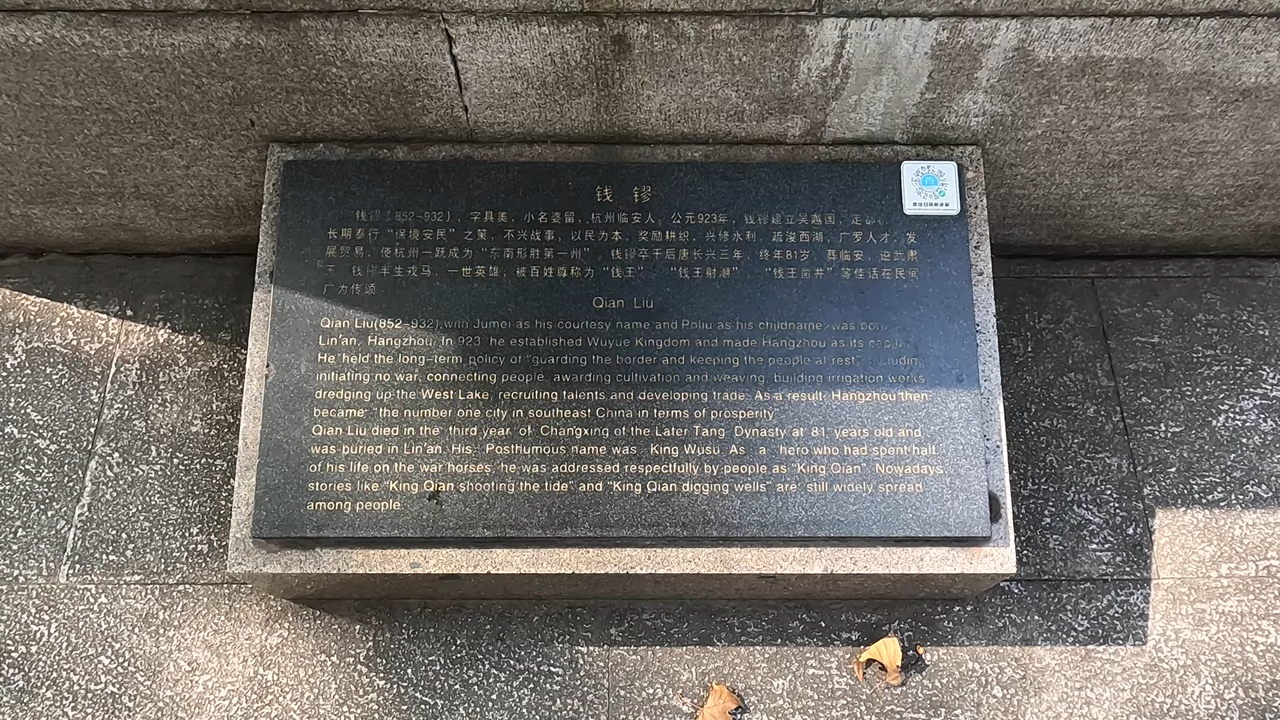 钱 镠
钱镠(852-932),字具美,小名婆留,杭州临安人。公元923年,钱镠建立吴越国,定都
长期奉行“保境安民”之策,不兴战事,以民为本,奖励耕织,兴修水利,疏浚西湖,广罗人才,发
展贸易,使杭州一跃成为“东南形胜第一州”。钱镠卒于后唐长兴三年,终年81岁,葬临安,谥武肃
王。钱镠半生戎马,一世英雄,被百姓尊称为“钱王”。“钱王射潮”、“钱王凿井”等佳话在民间
广为传颂。
Qian Liu
Qian Liu(852-932),with Jumei as his courtesy name and Poliu as his childname, was born
Lin'an, Hangzhou. In 923 he established Wuyue Kingdom and made Hangzhou as its
He held the long-term policy of "guarding the border and keeping the people at rest" including
initiating no war, connecting people, awarding cultivation and weaving, building irrigation works
dredging up the West Lake, recruiting talents and developing trade. As a result, Hangzhou then
became "the number one city in southeast China in terms of prosperity"
Qian Liu died in the third year of Changxing of the Later Tang Dynasty at 81 years old and
was buried in Lin'an. His Posthumous name was King Wusu. As a hero who had spent half
of his life on the war horses, he was addressed respectfully by people as "King Qian". Nowadays,
stories like "King Qian shooting the tide" and "King Qian digging wells" are still widely spread
among people.